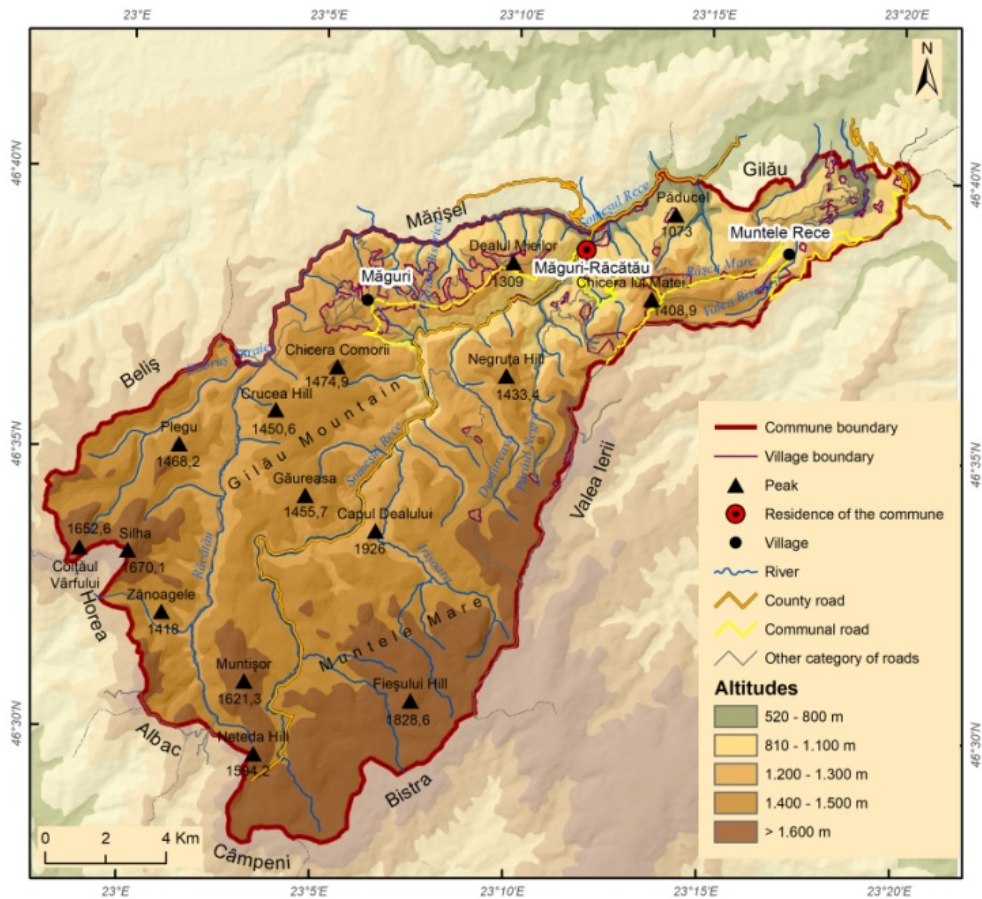 23°E 23°5'E 23°10'E 23°15'E 23°20'E
N
46°40'N
46°40'N
Gilău
Mărișel
Someșul Rece
Păducel
1073
Muntele Rece
Dealul Mieilor
1309
Măguri-Răcătău
Râșca Mare
Măguri
Chicera lui Matei
1408,9
Chicera Comorii
1474,9
Negruța Hill
1433,4
Beliș
Crucea Hill
1450,6
Gilău Mountain
Plegu
1468,2
46°35'N
46°35'N
Someșul Rece
Dumitreasa
Valea Ierii
Găureasa
1455,7
Capul Dealului
1926
1652,6
Silha
1670,1
Colțăul
Vârfului
Răcătău
Irișoara
Horea
Zănoagele
1418
Muntele Mare
Muntișor
1621,3
Fieșului Hill
1828,6
46°30'N
46°30'N
Albac
Neteda Hill
1594,2
Bistra
Câmpeni
Commune boundary
Village boundary
Peak
Residence of the commune
Village
River
County road
Communal road
Other category of roads
Altitudes
520 - 800 m
810 - 1.100 m
1.200 - 1.300 m
1.400 - 1.500 m
> 1.600 m
0 2 4 Km
23°E 23°5'E 23°10'E 23°15'E 23°20'E